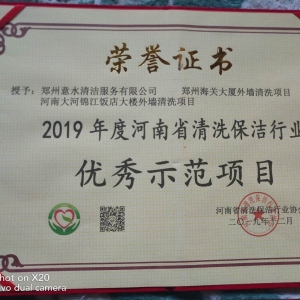 荣誉证书
授予：郑州意水清洁服务有限公司 郑州海关大厦外墙清洗项目
河南大河锦江饭店大楼外墙清洗项目
2019年度河南省清洗保洁行业
优秀示范项目
河南省清洗保洁行业协会
二〇一九年十二月
shot on X20
vivo dual camera